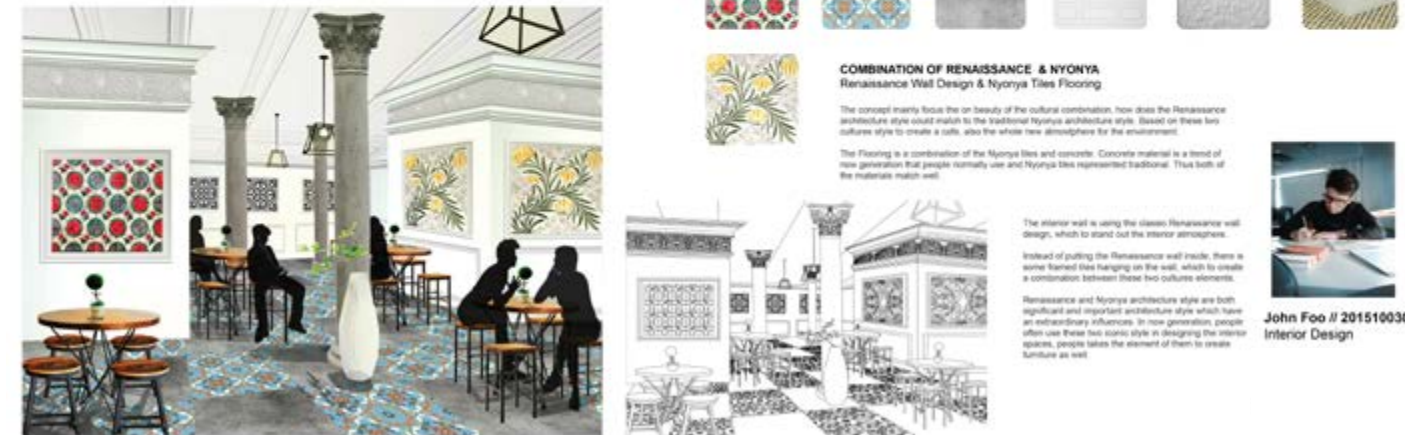 COMBINATION OF RENAISSANCE & NYONYA
Renaissance Wall Design & Nyonya Tiles Flooring
The concept mainly focus the on beauty of the cultural combination, how does the Renaissance
architecture style could match to the traditional Nyonya architecture style. Based on these two
cultures style to create a cafe, also the whole new atmosphere for the environment.
The Flooring is a combination of the Nyonya tiles and concrete. Concrete material is a trend of
now generation that people normally use and Nyonya tiles represented traditional. Thus both of
the materials match well.
The interior wall is using the classic Renaissance wall
design, which to stand out the interior atmosphere.
Instead of putting the Renaissance wall inside, there is
some framed tiles hanging on the wall, which to create
a combination between these two cultures elements.
Renaissance and Nyonya architecture style are both
significant and important architecture style which have
an extraordinary influences. In now generation, people
often use these two iconic style in designing the interior
spaces, people takes the element of them to create
furniture as well.
John Foo // 20151003
Interior Design